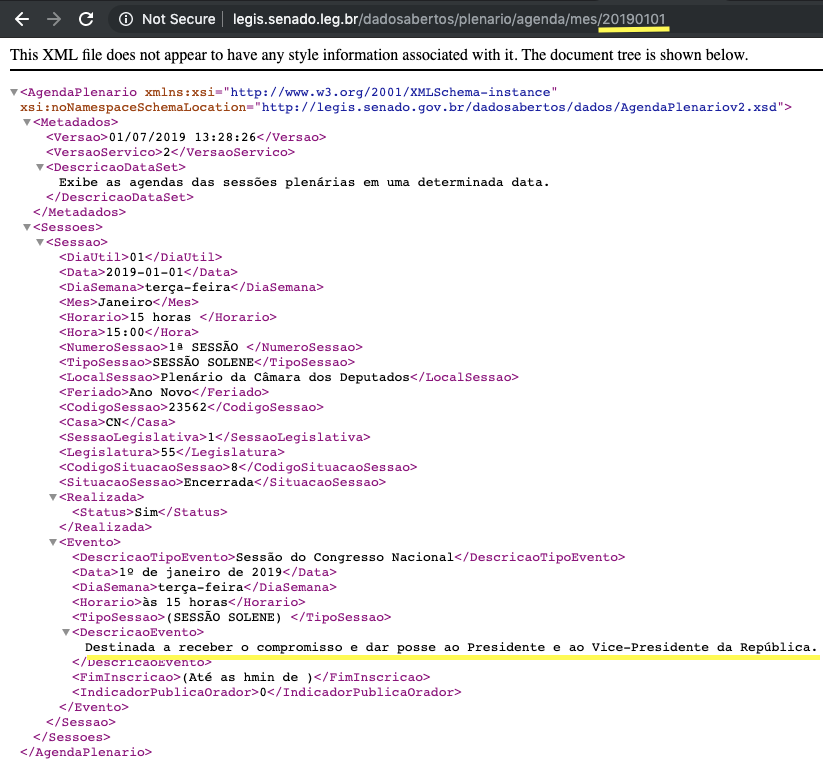 Not Secure | legis.senado.leg.br/dadosabertos/plenario/agenda/mes/20190101
This XML file does not appear to have any style information associated with it. The document tree is shown below.
▼<AgendaPlenario xmlns:xsi="http://www.w3.org/2001/XMLSchema-instance"
xsi:noNamespaceSchemaLocation="http://legis.senado.gov.br/dadosabertos/dados/AgendaPlenariov2.xsd">
▼<Metadados>
<Versao>01/07/2019 13:28:26</Versao>
<VersaoServico>2</VersaoServico>
▼<DescricaoDataSet>
Exibe as agendas das sessões plenárias em uma determinada data.
</DescricaoDataSet>
</Metadados>
▼<Sessoes>
▼<Sessao>
<DiaUtil>01</DiaUtil>
<Data>2019-01-01</Data>
<DiaSemana>terça-feira</DiaSemana>
<Mes>Janeiro</Mes>
<Horario>15 horas </Horario>
<Hora>15:00</Hora>
<NumeroSessao>1ª SESSÃO </NumeroSessao>
<TipoSessao>SESSÃO SOLENE</TipoSessao>
<LocalSessao>Plenário da Câmara dos Deputados</LocalSessao>
<Feriado>Ano Novo</Feriado>
<CodigoSessao>23562</CodigoSessao>
<Casa>CN</Casa>
<SessaoLegislativa>1</SessaoLegislativa>
<Legislatura>55</Legislatura>
<CodigoSituacaoSessao>8</CodigoSituacaoSessao>
<SituacaoSessao>Encerrada</SituacaoSessao>
▼<Realizada>
<Status>Sim</Status>
</Realizada>
▼<Evento>
<DescricaoTipoEvento>Sessão do Congresso Nacional</DescricaoTipoEvento>
<Data>1º de janeiro de 2019</Data>
<DiaSemana>terça-feira</DiaSemana>
<Horario>às 15 horas</Horario>
<TipoSessao>(SESSÃO SOLENE) </TipoSessao>
▼<DescricaoEvento>
Destinada a receber o compromisso e dar posse ao Presidente e ao Vice-Presidente da República.
</DescricaoEvento>
<FimInscricao>(Até as hmin de )</FimInscricao>
<IndicadorPublicaOrador>0</IndicadorPublicaOrador>
</Evento>
</Sessao>
</Sessoes>
</AgendaPlenario>